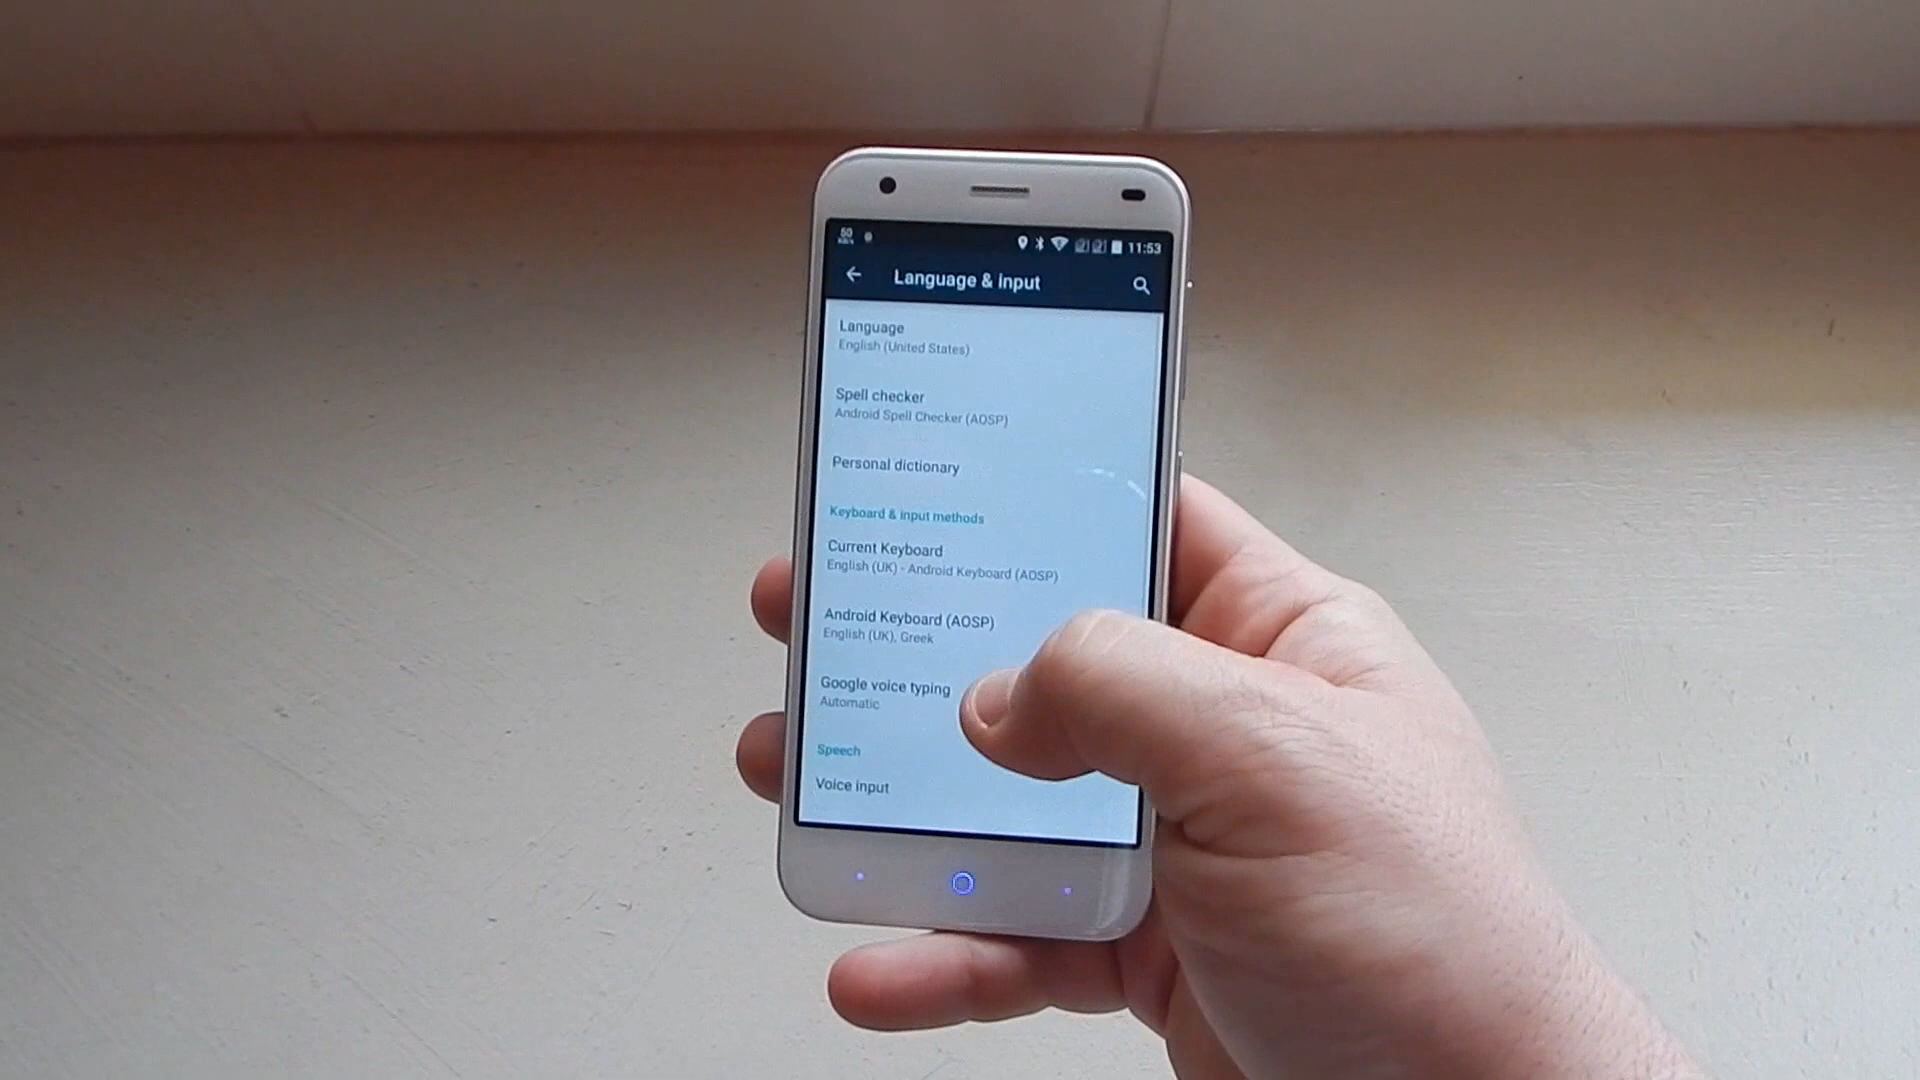 50
11:53
Language & input
Language
English (United States)
Spell checker
Android Spell Checker (AOSP)
Personal dictionary
Keyboard & input methods
Current Keyboard
English (UK) - Android Keyboard (AOSP)
Android Keyboard (AOSP)
English (UK), Greek
Google voice typing
Automatic
Speech
Voice input